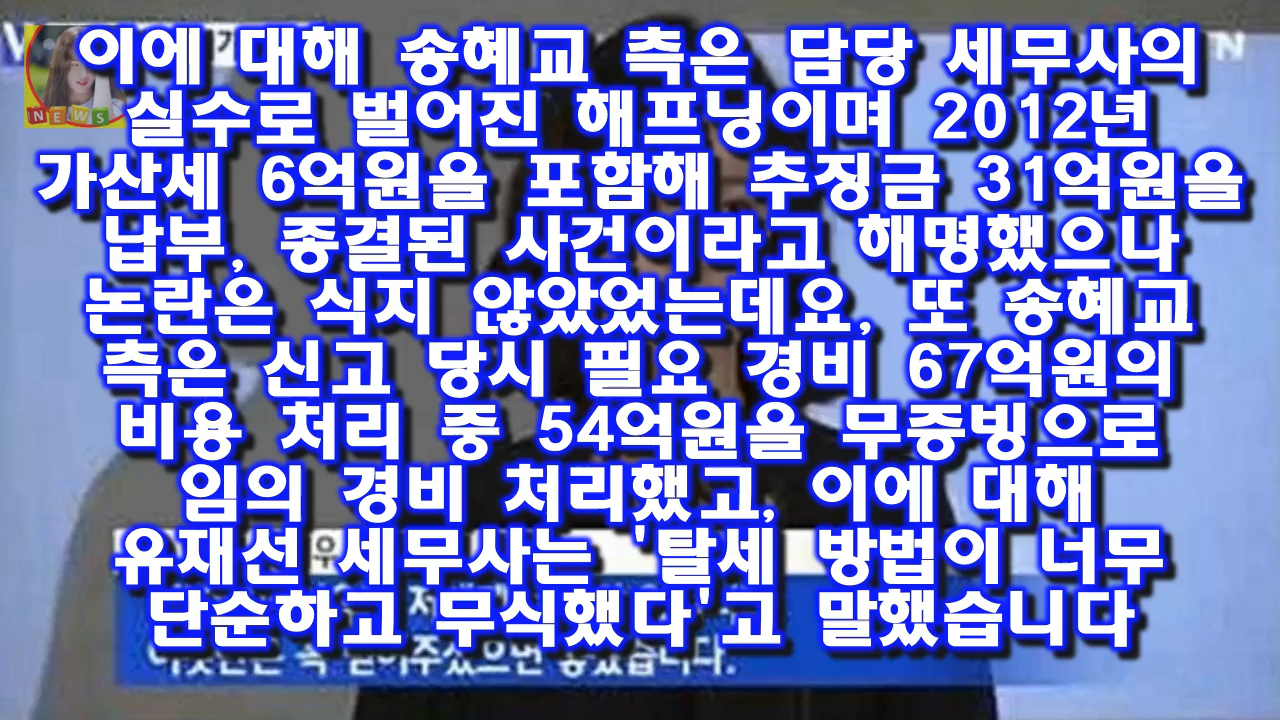 NEWS
N
이에 대해 송혜교 측은 담당 세무사의
실수로 벌어진 해프닝이며 2012년
가산세 6억원을 포함해 추징금 31억원을
납부, 종결된 사건이라고 해명했으나
논란은 식지 않았었는데요, 또 송혜교
측은 신고 당시 필요 경비 67억원의
비용 처리 중 54억원을 무증빙으로
임의 경비 처리했고, 이에 대해
유재선 세무사는 '탈세 방법이 너무
단순하고 무식했다'고 말했습니다